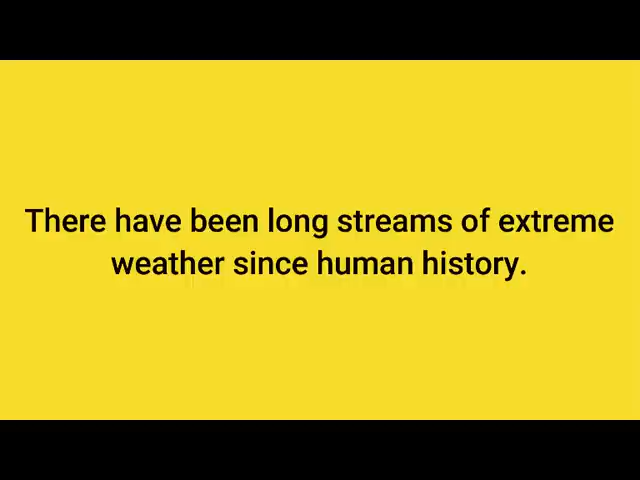 There have been long streams of extreme
weather since human history.